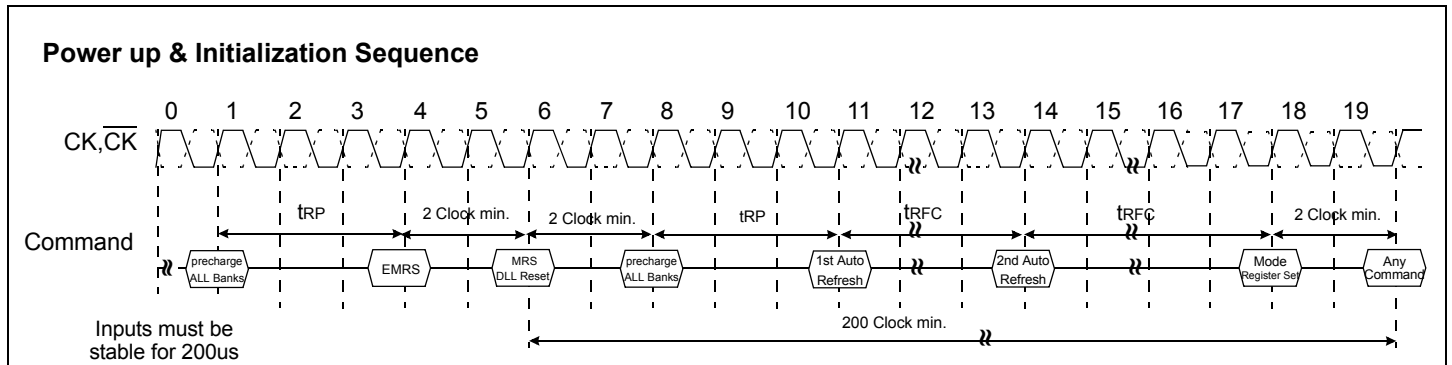 Power up & Initialization Sequence
0 1 2 3 4 5 6 7 8 9 10 11 12 13 14 15 16 17 18 19
CK,C̅K̅
tRP 2 Clock min. 2 Clock min. tRP tRFC tRFC 2 Clock min.
Command
precharge ALL Banks
EMRS
MRS DLL Reset
precharge ALL Banks
1st Auto Refresh
2nd Auto Refresh
Mode Register Set
Any Command
200 Clock min.
Inputs must be
stable for 200us